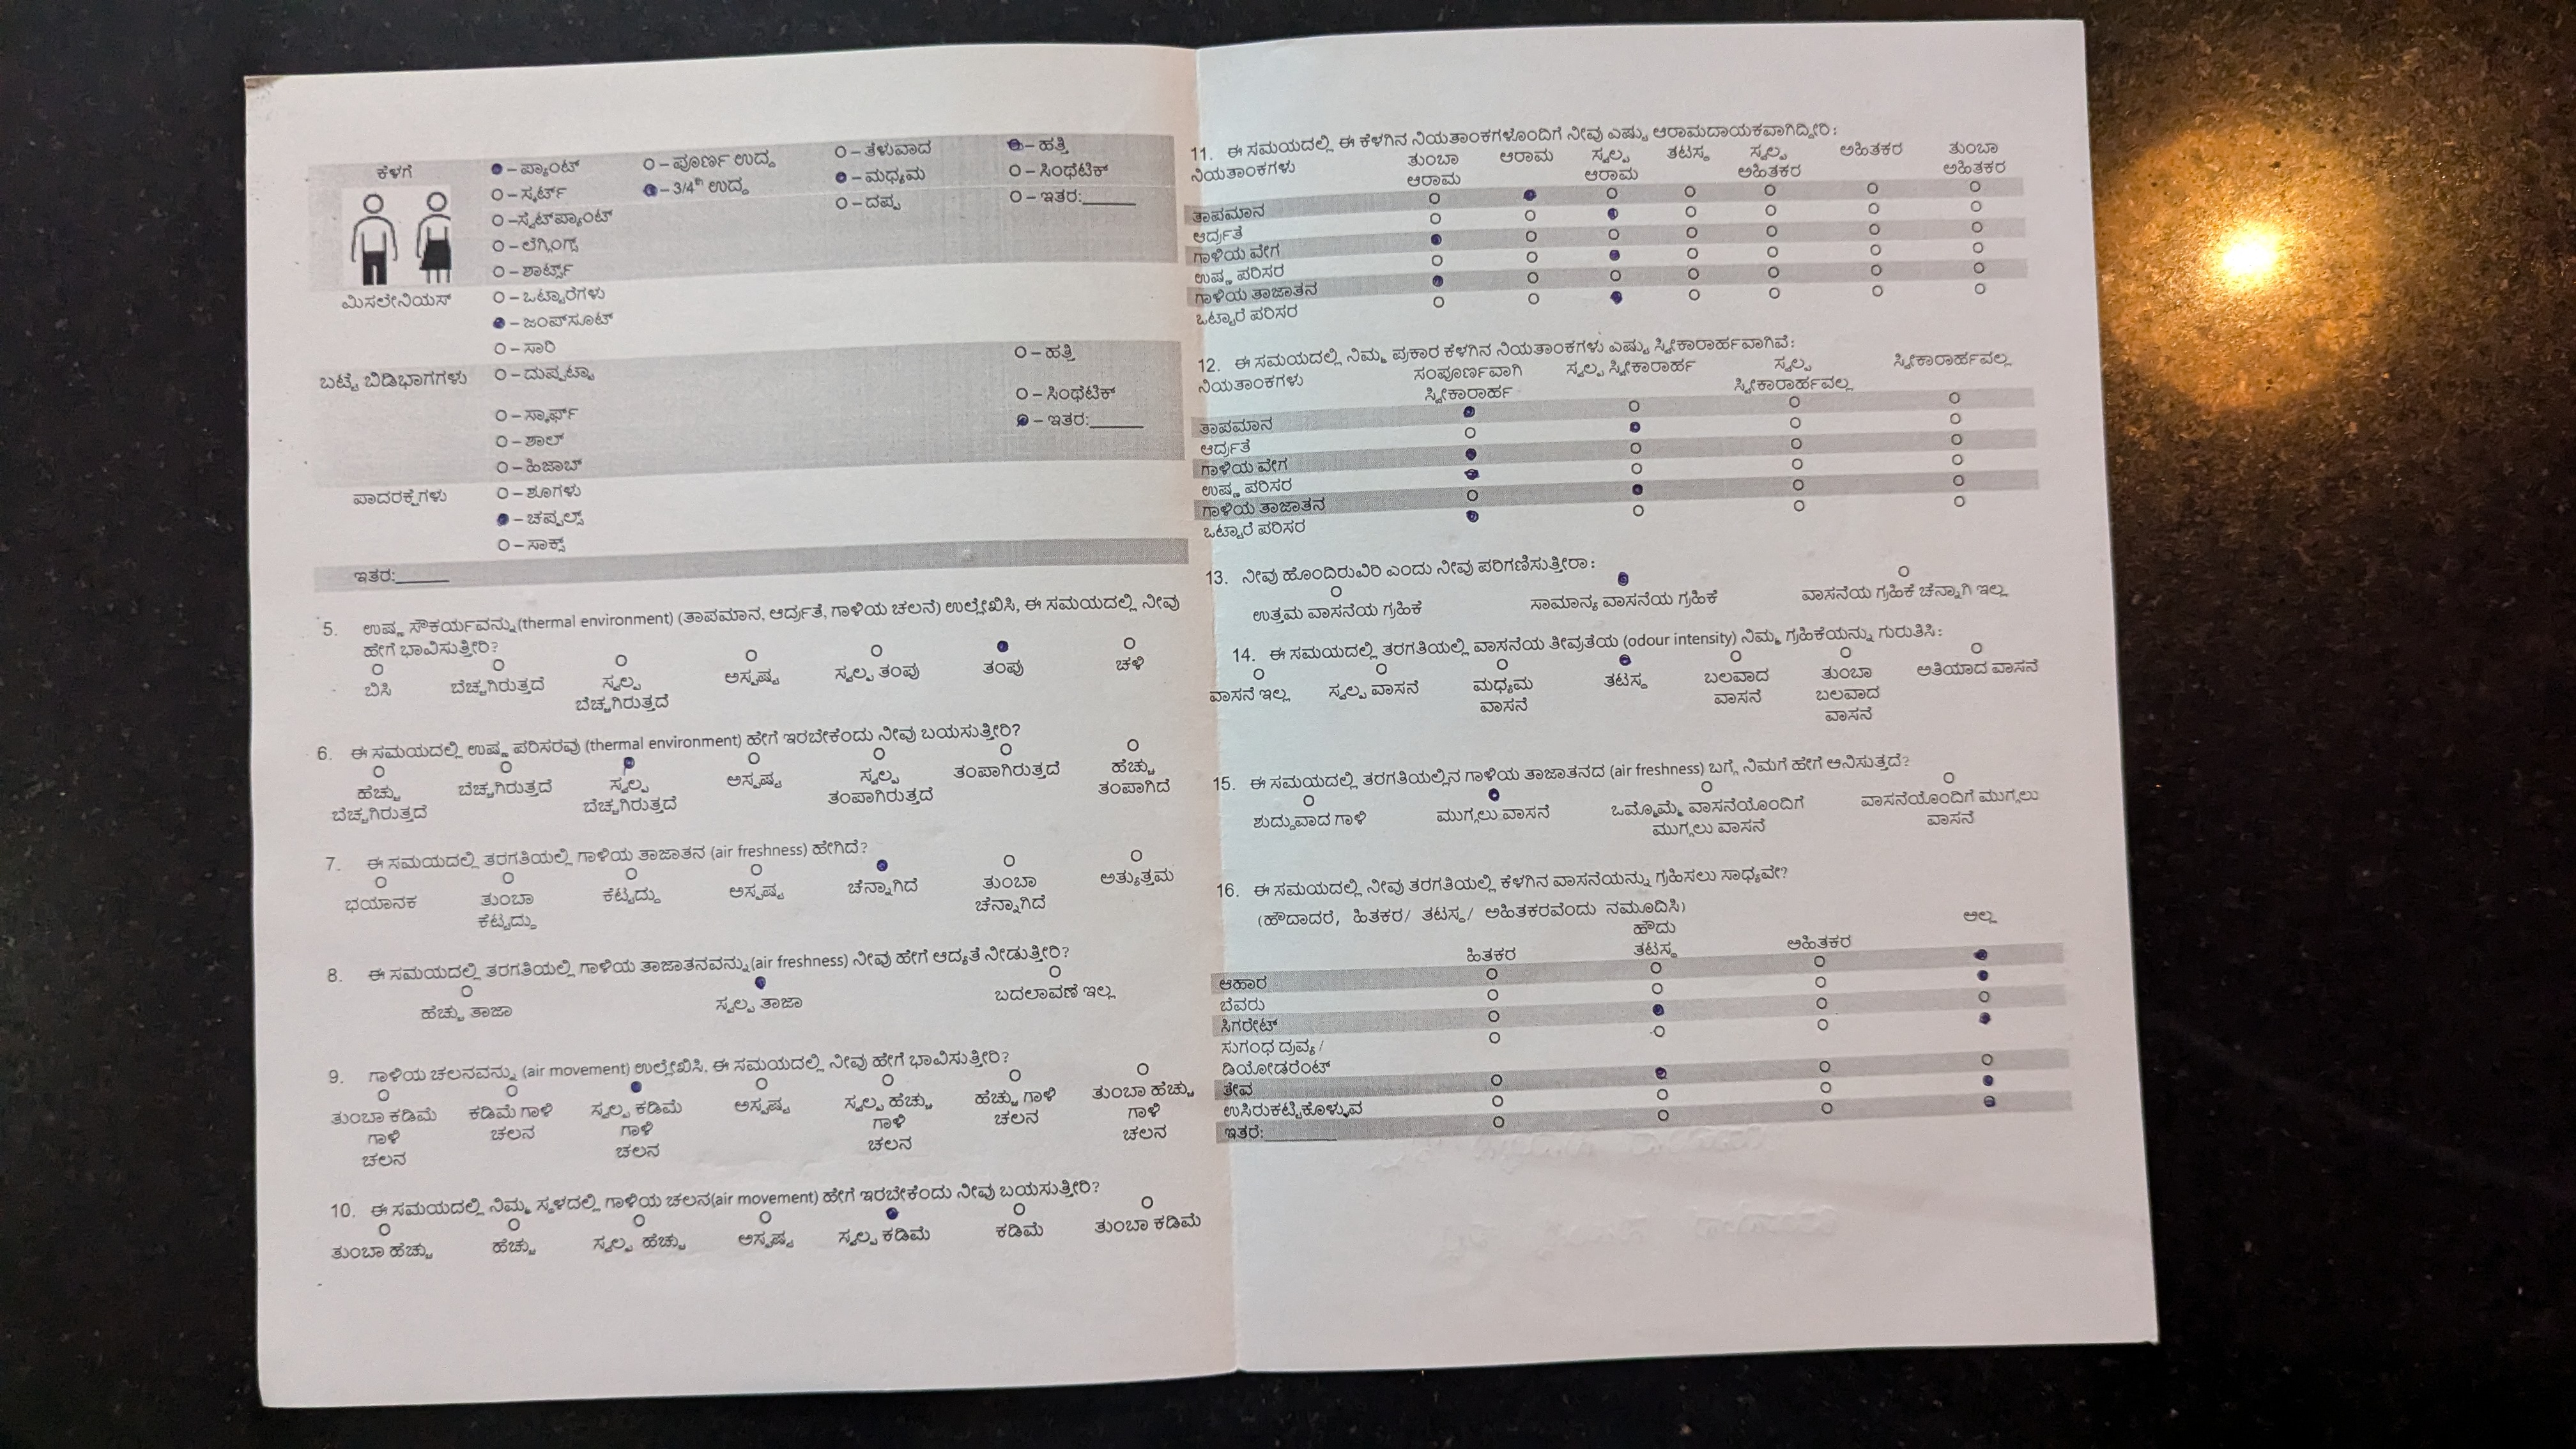 ಕೆಳಗೆ
– ಪ್ಯಾಂಟ್ O – ಪೂರ್ಣ ಉದ್ದ O – ತೆಳುವಾದ – ಹತ್ತಿ
O – ಸ್ಕರ್ಟ್ – 3/4th ಉದ್ದ – ಮಧ್ಯಮ O – ಸಿಂಥೆಟಿಕ್
O –ಸ್ವೆಟ್‌ಪ್ಯಾಂಟ್ O – ದಪ್ಪ O – ಇತರ:______
O – ಲೆಗ್ಗಿಂಗ್ಸ್
O – ಶಾರ್ಟ್ಸ್
ಮಿಸಲೇನಿಯಸ್ O – ಒಟ್ಟಾರೆಗಳು
– ಜಂಪ್‌ಸೂಟ್
O – ಸಾರಿ
ಬಟ್ಟೆ ಬಿಡಿಭಾಗಗಳು O – ದುಪ್ಪಟ್ಟಾ O – ಹತ್ತಿ
O – ಸ್ಕಾರ್ಫ್ O – ಸಿಂಥೆಟಿಕ್
O – ಶಾಲ್ – ಇತರ:______
O – ಹಿಜಾಬ್
ಪಾದರಕ್ಷೆಗಳು O – ಶೂಗಳು
– ಚಪ್ಪಲ್ಸ್
O – ಸಾಕ್ಸ್
ಇತರ:______
5. ಉಷ್ಣ ಸೌಕರ್ಯವನ್ನು(thermal environment) (ತಾಪಮಾನ, ಆರ್ದ್ರತೆ, ಗಾಳಿಯ ಚಲನೆ) ಉಲ್ಲೇಖಿಸಿ, ಈ ಸಮಯದಲ್ಲಿ ನೀವು
ಹೇಗೆ ಭಾವಿಸುತ್ತೀರಿ?
ಬಿಸಿ ಬೆಚ್ಚಗಿರುತ್ತದೆ ಸ್ವಲ್ಪ ಅಸ್ಪಷ್ಟ ಸ್ವಲ್ಪ ತಂಪು ತಂಪು ಚಳಿ
ಬೆಚ್ಚಗಿರುತ್ತದೆ
6. ಈ ಸಮಯದಲ್ಲಿ ಉಷ್ಣ ಪರಿಸರವು (thermal environment) ಹೇಗೆ ಇರಬೇಕೆಂದು ನೀವು ಬಯಸುತ್ತೀರಿ?
ಹೆಚ್ಚು ಬೆಚ್ಚಗಿರುತ್ತದೆ ಸ್ವಲ್ಪ ಅಸ್ಪಷ್ಟ ಸ್ವಲ್ಪ ತಂಪಾಗಿರುತ್ತದೆ ಹೆಚ್ಚು
ಬೆಚ್ಚಗಿರುತ್ತದೆ ಬೆಚ್ಚಗಿರುತ್ತದೆ ತಂಪಾಗಿರುತ್ತದೆ ತಂಪಾಗಿದೆ
7. ಈ ಸಮಯದಲ್ಲಿ ತರಗತಿಯಲ್ಲಿ ಗಾಳಿಯ ತಾಜಾತನ (air freshness) ಹೇಗಿದೆ?
ಭಯಾನಕ ತುಂಬಾ ಕೆಟ್ಟದ್ದು ಅಸ್ಪಷ್ಟ ಚೆನ್ನಾಗಿದೆ ತುಂಬಾ ಅತ್ಯುತ್ತಮ
ಕೆಟ್ಟದ್ದು ಚೆನ್ನಾಗಿದೆ
8. ಈ ಸಮಯದಲ್ಲಿ ತರಗತಿಯಲ್ಲಿ ಗಾಳಿಯ ತಾಜಾತನವನ್ನು(air freshness) ನೀವು ಹೇಗೆ ಆದ್ಯತೆ ನೀಡುತ್ತೀರಿ?
ಹೆಚ್ಚು ತಾಜಾ ಸ್ವಲ್ಪ ತಾಜಾ ಬದಲಾವಣೆ ಇಲ್ಲ
9. ಗಾಳಿಯ ಚಲನವನ್ನು (air movement) ಉಲ್ಲೇಖಿಸಿ, ಈ ಸಮಯದಲ್ಲಿ ನೀವು ಹೇಗೆ ಭಾವಿಸುತ್ತೀರಿ?
ತುಂಬಾ ಕಡಿಮೆ ಕಡಿಮೆ ಗಾಳಿ ಸ್ವಲ್ಪ ಕಡಿಮೆ ಅಸ್ಪಷ್ಟ ಸ್ವಲ್ಪ ಹೆಚ್ಚು ಹೆಚ್ಚು ಗಾಳಿ ತುಂಬಾ ಹೆಚ್ಚು
ಗಾಳಿ ಚಲನ ಗಾಳಿ ಗಾಳಿ ಚಲನ ಗಾಳಿ
ಚಲನ ಚಲನ ಚಲನ ಚಲನ
10. ಈ ಸಮಯದಲ್ಲಿ ನಿಮ್ಮ ಸ್ಥಳದಲ್ಲಿ ಗಾಳಿಯ ಚಲನ(air movement) ಹೇಗೆ ಇರಬೇಕೆಂದು ನೀವು ಬಯಸುತ್ತೀರಿ?
ತುಂಬಾ ಹೆಚ್ಚು ಹೆಚ್ಚು ಸ್ವಲ್ಪ ಹೆಚ್ಚು ಅಸ್ಪಷ್ಟ ಸ್ವಲ್ಪ ಕಡಿಮೆ ಕಡಿಮೆ ತುಂಬಾ ಕಡಿಮೆ
11. ಈ ಸಮಯದಲ್ಲಿ ಈ ಕೆಳಗಿನ ನಿಯತಾಂಕಗಳೊಂದಿಗೆ ನೀವು ಎಷ್ಟು ಆರಾಮದಾಯಕವಾಗಿದ್ದೀರಿ:
ನಿಯತಾಂಕಗಳು ತುಂಬಾ ಆರಾಮ ಸ್ವಲ್ಪ ತಟಸ್ಥ ಸ್ವಲ್ಪ ಅಹಿತಕರ ತುಂಬಾ
ಆರಾಮ ಆರಾಮ ಅಹಿತಕರ ಅಹಿತಕರ
ತಾಪಮಾನ
ಆರ್ದ್ರತೆ
ಗಾಳಿಯ ವೇಗ
ಉಷ್ಣ ಪರಿಸರ
ಗಾಳಿಯ ತಾಜಾತನ
ಒಟ್ಟಾರೆ ಪರಿಸರ
12. ಈ ಸಮಯದಲ್ಲಿ ನಿಮ್ಮ ಪ್ರಕಾರ ಕೆಳಗಿನ ನಿಯತಾಂಕಗಳು ಎಷ್ಟು ಸ್ವೀಕಾರಾರ್ಹವಾಗಿವೆ:
ನಿಯತಾಂಕಗಳು ಸಂಪೂರ್ಣವಾಗಿ ಸ್ವಲ್ಪ ಸ್ವೀಕಾರಾರ್ಹ ಸ್ವಲ್ಪ ಸ್ವೀಕಾರಾರ್ಹವಲ್ಲ
ಸ್ವೀಕಾರಾರ್ಹ ಸ್ವೀಕಾರಾರ್ಹವಲ್ಲ
ತಾಪಮಾನ
ಆರ್ದ್ರತೆ
ಗಾಳಿಯ ವೇಗ
ಉಷ್ಣ ಪರಿಸರ
ಗಾಳಿಯ ತಾಜಾತನ
ಒಟ್ಟಾರೆ ಪರಿಸರ
13. ನೀವು ಹೊಂದಿರುವಿರಿ ಎಂದು ನೀವು ಪರಿಗಣಿಸುತ್ತೀರಾ:
ಉತ್ತಮ ವಾಸನೆಯ ಗ್ರಹಿಕೆ ಸಾಮಾನ್ಯ ವಾಸನೆಯ ಗ್ರಹಿಕೆ ವಾಸನೆಯ ಗ್ರಹಿಕೆ ಚೆನ್ನಾಗಿ ಇಲ್ಲ
14. ಈ ಸಮಯದಲ್ಲಿ ತರಗತಿಯಲ್ಲಿ ವಾಸನೆಯ ತೀವ್ರತೆಯ (odour intensity) ನಿಮ್ಮ ಗ್ರಹಿಕೆಯನ್ನು ಗುರುತಿಸಿ:
ವಾಸನೆ ಇಲ್ಲ ಸ್ವಲ್ಪ ವಾಸನೆ ಮಧ್ಯಮ ತಟಸ್ಥ ಬಲವಾದ ತುಂಬಾ ಅತಿಯಾದ ವಾಸನೆ
ವಾಸನೆ ವಾಸನೆ ಬಲವಾದ
ವಾಸನೆ
15. ಈ ಸಮಯದಲ್ಲಿ ತರಗತಿಯಲ್ಲಿನ ಗಾಳಿಯ ತಾಜಾತನದ (air freshness) ಬಗ್ಗೆ ನಿಮಗೆ ಹೇಗೆ ಅನಿಸುತ್ತದೆ?
ಶುದ್ಧವಾದ ಗಾಳಿ ಮುಗ್ಗಲು ವಾಸನೆ ಒಮ್ಮೊಮ್ಮೆ ವಾಸನೆಯೊಂದಿಗೆ ವಾಸನೆಯೊಂದಿಗೆ ಮುಗ್ಗಲು
ಮುಗ್ಗಲು ವಾಸನೆ ವಾಸನೆ
16. ಈ ಸಮಯದಲ್ಲಿ ನೀವು ತರಗತಿಯಲ್ಲಿ ಕೆಳಗಿನ ವಾಸನೆಯನ್ನು ಗ್ರಹಿಸಲು ಸಾಧ್ಯವೇ?
(ಹೌದಾದರೆ, ಹಿತಕರ/ ತಟಸ್ಥ/ ಅಹಿತಕರವೆಂದು ನಮೂದಿಸಿ)
ಹೌದು ಅಲ್ಲ
ಹಿತಕರ ತಟಸ್ಥ ಅಹಿತಕರ
ಆಹಾರ
ಬೆವರು
ಸಿಗರೇಟ್
ಸುಗಂಧ ದ್ರವ್ಯ/
ಡಿಯೋಡರೆಂಟ್
ತೇವ
ಉಸಿರುಕಟ್ಟಿಕೊಳ್ಳುವ
ಇತರೆ:________